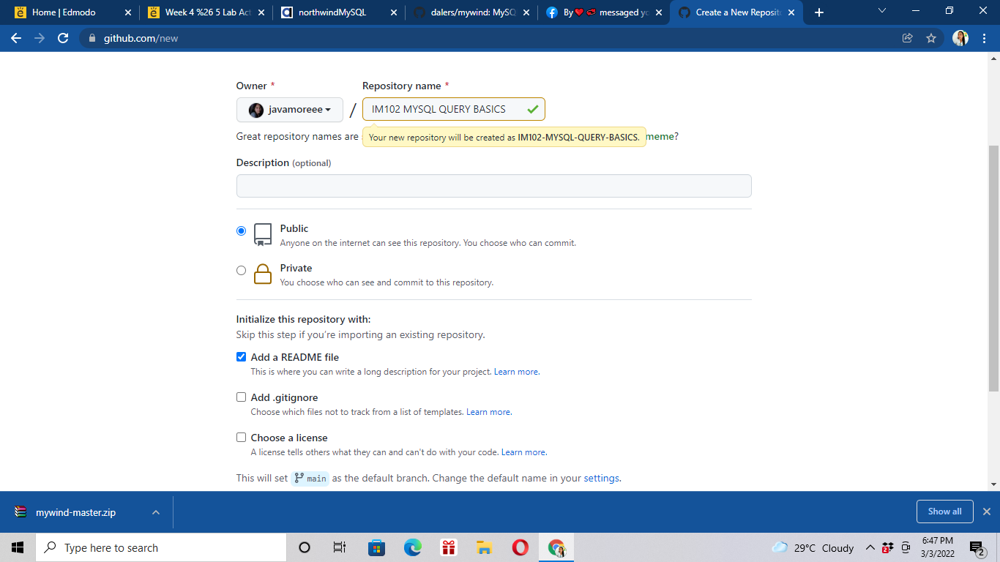 Home | Edmodo
Week 4 %26 5 Lab Act
northwindMySQL
dalers/mywind: MySQ
By❤️ messaged yo
Create a New Reposit
github.com/new
Owner *
Repository name *
javamoreee
/
IM102 MYSQL QUERY BASICS
Great repository names are
Your new repository will be created as IM102-MYSQL-QUERY-BASICS.
meme?
Description (optional)
Public
Anyone on the internet can see this repository. You choose who can commit.
Private
You choose who can see and commit to this repository.
Initialize this repository with:
Skip this step if you're importing an existing repository.
Add a README file
This is where you can write a long description for your project. Learn more.
Add .gitignore
Choose which files not to track from a list of templates. Learn more.
Choose a license
A license tells others what they can and can't do with your code. Learn more.
This will set main as the default branch. Change the default name in your settings.
mywind-master.zip
Show all
Type here to search
29°C Cloudy
2
6:47 PM
3/3/2022
2